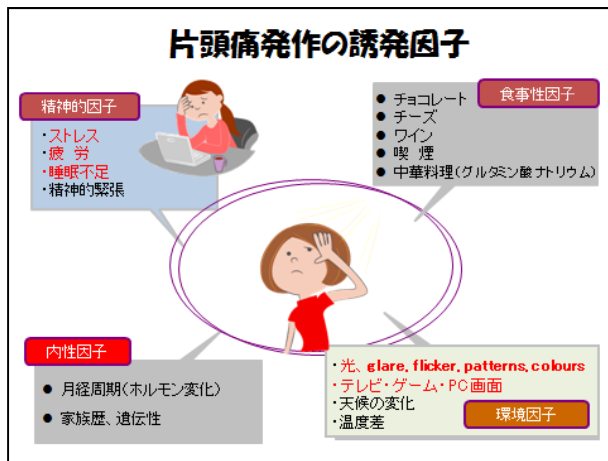 片頭痛発作の誘発因子
精神的因子
・ストレス
・疲 労
・睡眠不足
・精神的緊張
食事性因子
● チョコレート
● チーズ
● ワイン
● 喫 煙
● 中華料理(グルタミン酸ナトリウム)
内性因子
● 月経周期(ホルモン変化)
● 家族歴、遺伝性
・光、glare, flicker, patterns, colours
・テレビ・ゲーム・PC画面
・天候の変化
・温度差
環境因子